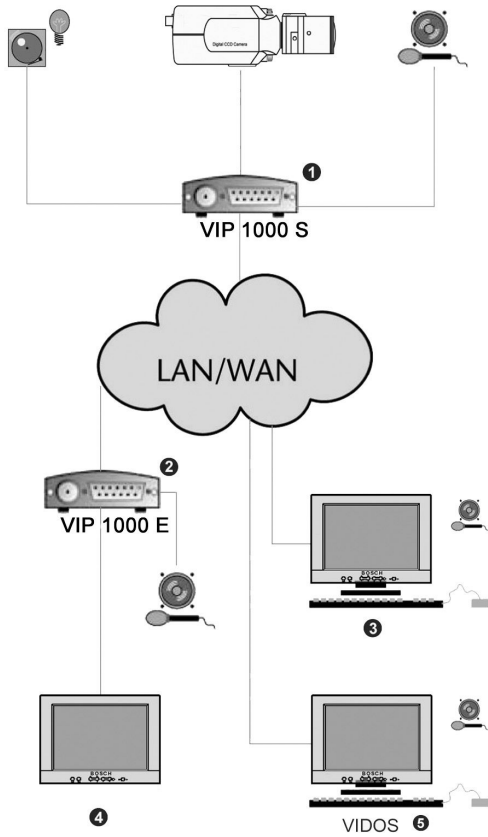 Digital CCD Camera
1
VIP 1000 S
LAN/WAN
2
VIP 1000 E
BOSCH
3
BOSCH
BOSCH
4
VIDOS 5